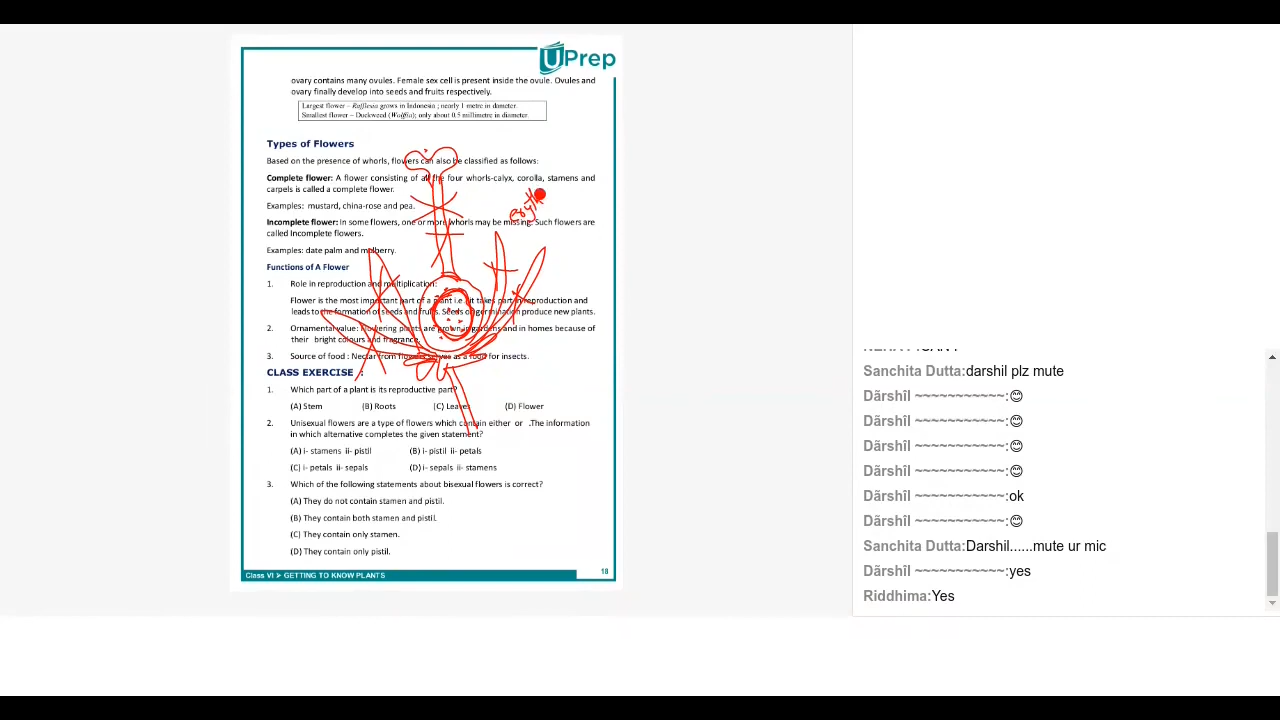 UPrep
ovary contains many ovules. Female sex cell is present inside the ovule. Ovules and
ovary finally develop into seeds and fruits respectively.
Largest flower – Rafflesia grows in Indonesia ; nearly 1 metre in dameter.
Smallest flower – Duckweed (Wolffia); only about 0.5 millimetre in diameter.
Types of Flowers
Based on the presence of whorls, flowers can also be classified as follows:
Complete flower: A flower consisting of all the four whorls-calyx, corolla, stamens and
carpels is called a complete flower.
Examples: mustard, china-rose and pea.
Incomplete flower: In some flowers, one or more whorls may be missing. Such flowers are
called Incomplete flowers.
Examples: date palm and mulberry.
Functions of A Flower
1. Role in reproduction and multiplication:
Flower is the most important part of a plant i.e. it takes part in reproduction and
leads to the formation of seeds and fruits. Seeds on germination produce new plants.
2. Ornamental value: Flowering plants are grown in gardens and in homes because of
their bright colours and fragrance.
3. Source of food : Nectar from flowers serves as a food for insects.
CLASS EXERCISE :
1. Which part of a plant is its reproductive part?
(A) Stem (B) Roots (C) Leaves (D) Flower
2. Unisexual flowers are a type of flowers which contain either or .The information
in which alternative completes the given statement?
(A) i- stamens ii- pistil (B) i- pistil ii- petals
(C) i- petals ii- sepals (D) i- sepals ii- stamens
3. Which of the following statements about bisexual flowers is correct?
(A) They do not contain stamen and pistil.
(B) They contain both stamen and pistil.
(C) They contain only stamen.
(D) They contain only pistil.
Class VI ➢ GETTING TO KNOW PLANTS 18
Sanchita Dutta:darshil plz mute
Dãrshîl ~~~~~~~~~~~:😊
Dãrshîl ~~~~~~~~~~~:😊
Dãrshîl ~~~~~~~~~~~:😊
Dãrshîl ~~~~~~~~~~~:😊
Dãrshîl ~~~~~~~~~~~:ok
Dãrshîl ~~~~~~~~~~~:😊
Sanchita Dutta:Darshil......mute ur mic
Dãrshîl ~~~~~~~~~~~:yes
Riddhima:Yes